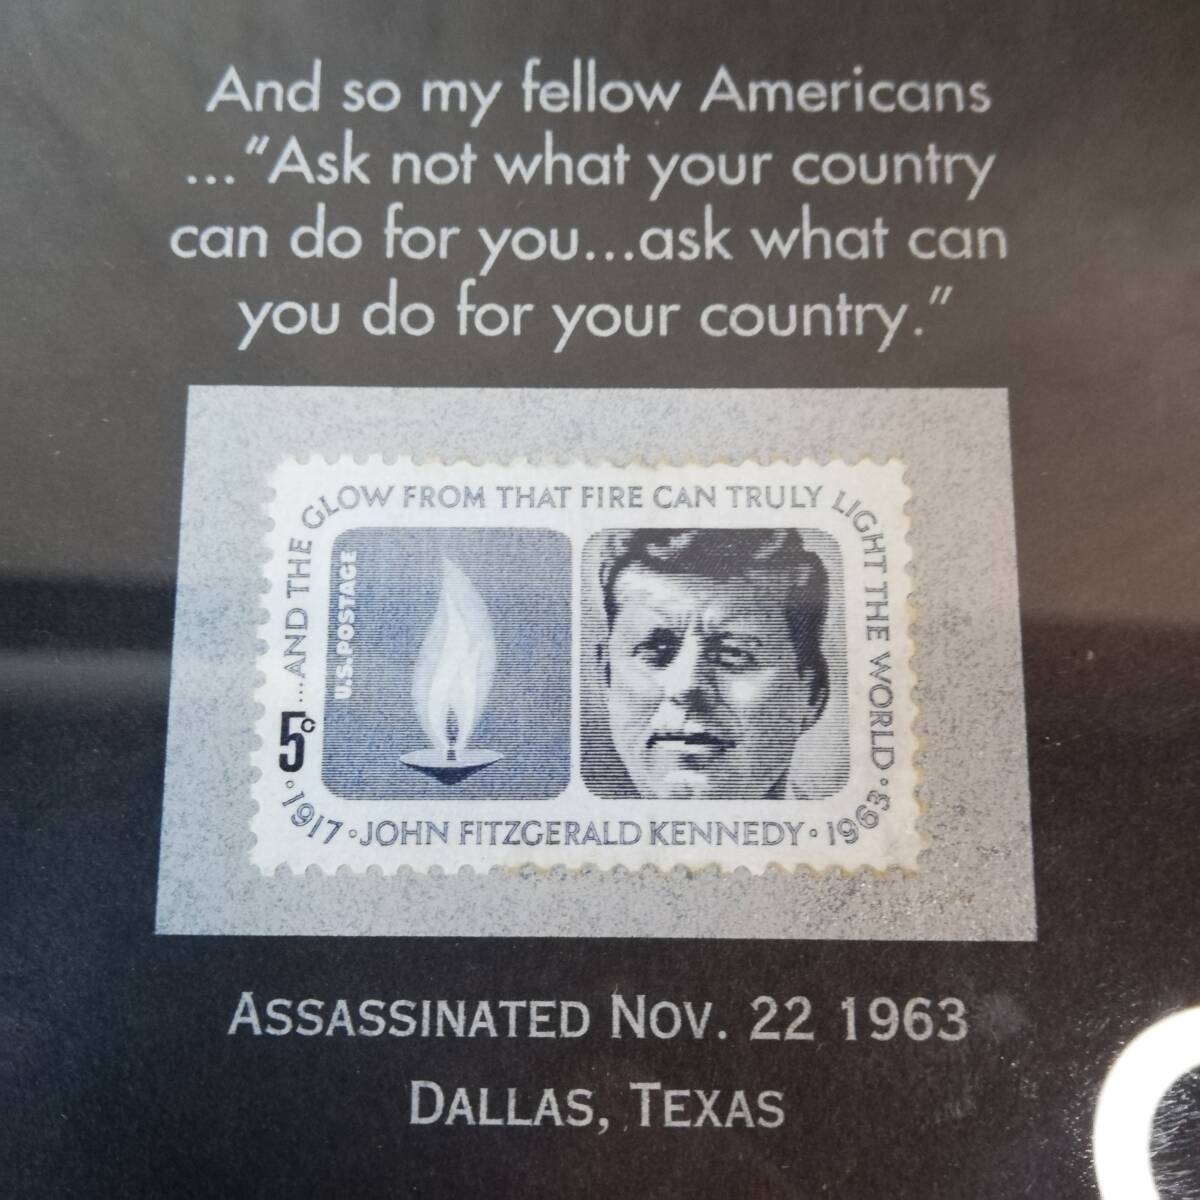 And so my fellow Americans
..."Ask not what your country
can do for you...ask what can
you do for your country."
...AND THE GLOW FROM THAT FIRE CAN TRULY LIGHT THE WORLD
U.S. POSTAGE
5c
1917 JOHN FITZGERALD KENNEDY 1963
ASSASSINATED NOV. 22 1963
DALLAS, TEXAS